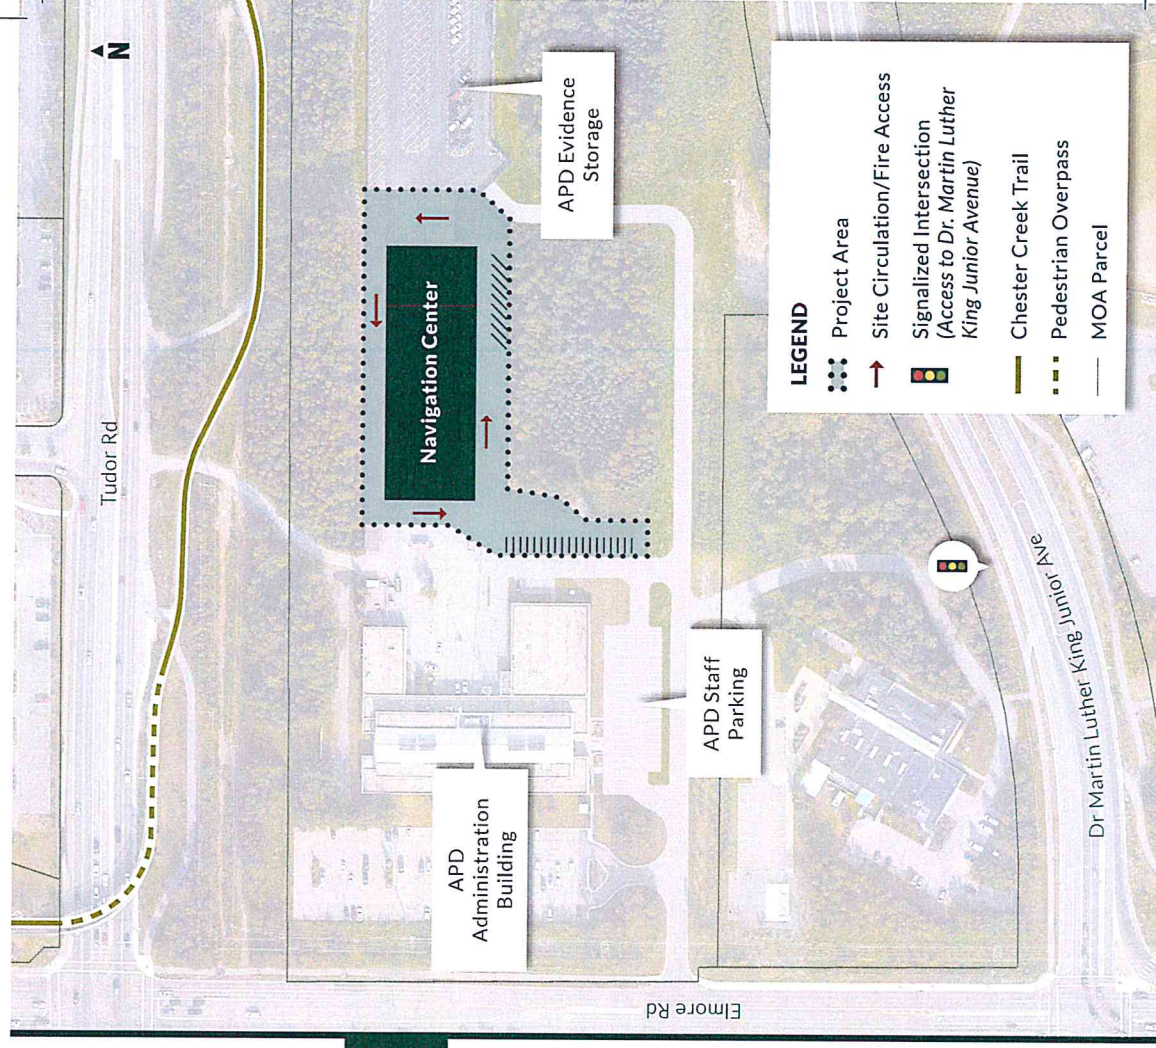 N
Tudor Rd
Navigation Center
APD Evidence
Storage
APD
Administration
Building
APD Staff
Parking
Elmore Rd
Dr Martin Luther King Junior Ave
LEGEND
Project Area
Site Circulation/Fire Access
Signalized Intersection
(Access to Dr. Martin Luther
King Junior Avenue)
Chester Creek Trail
Pedestrian Overpass
MOA Parcel